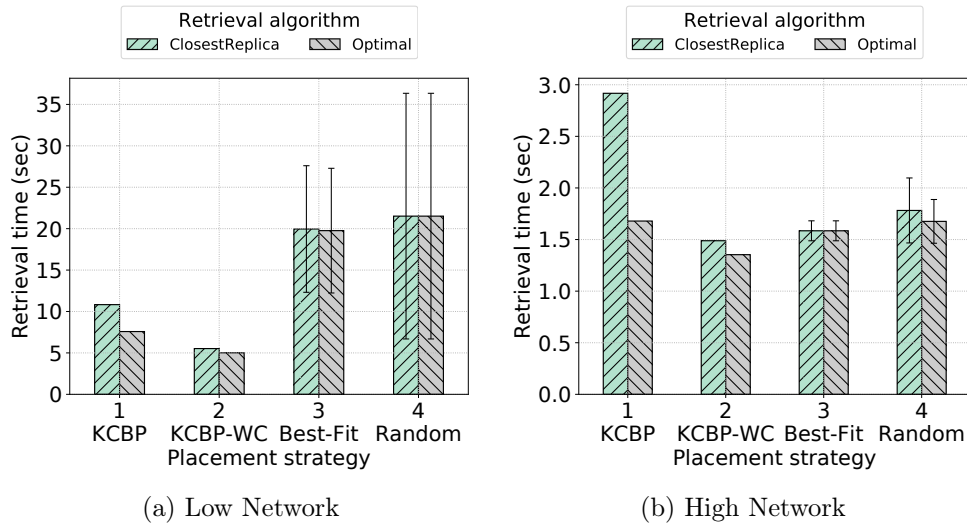 Retrieval algorithm
ClosestReplica Optimal
Retrieval time (sec)
35
30
25
20
15
10
5
0
1 2 3 4
KCBP KCBP-WC Best-Fit Random
Placement strategy
(a) Low Network
Retrieval algorithm
ClosestReplica Optimal
Retrieval time (sec)
3.0
2.5
2.0
1.5
1.0
0.5
0.0
1 2 3 4
KCBP KCBP-WC Best-Fit Random
Placement strategy
(b) High Network